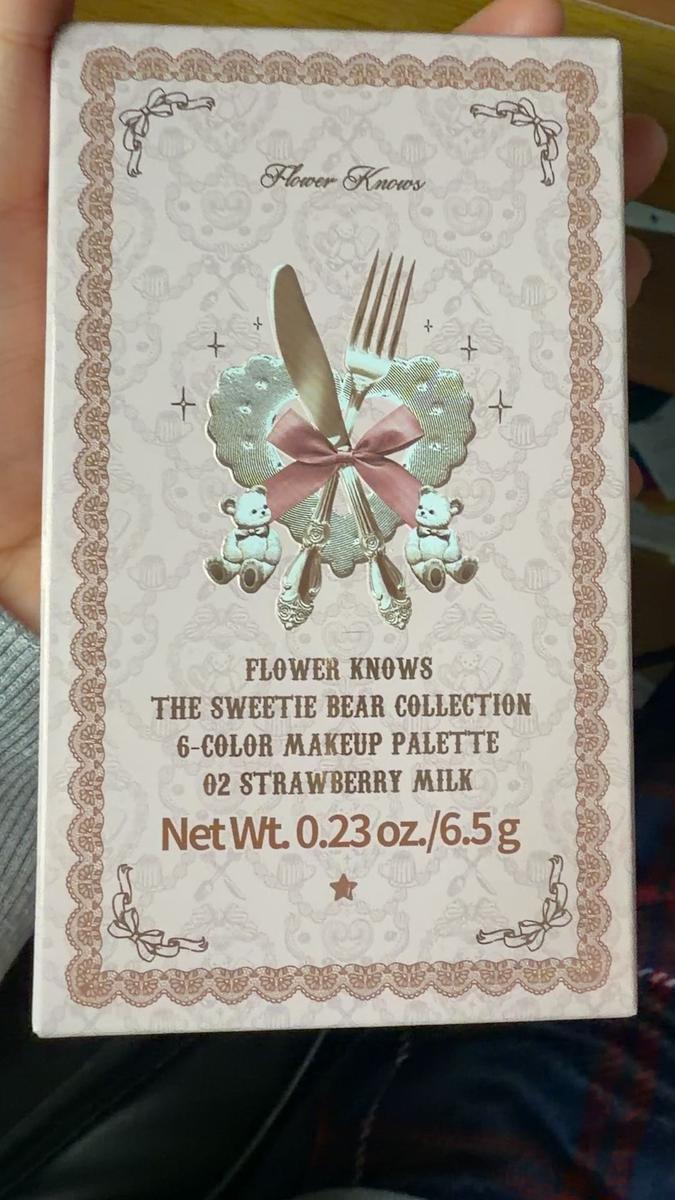 Flower Knows
FLOWER KNOWS
THE SWEETIE BEAR COLLECTION
6-COLOR MAKEUP PALETTE
02 STRAWBERRY MILK
Net Wt. 0.23 oz./6.5 g